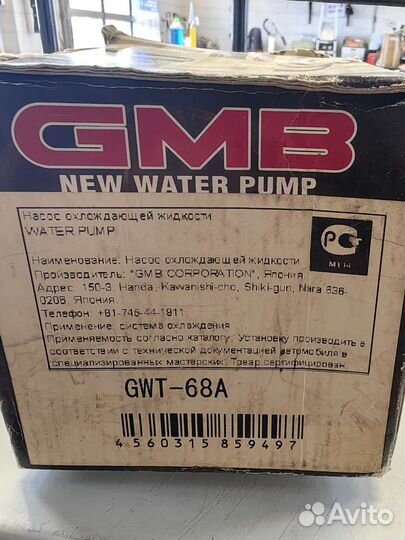 GMB
NEW WATER PUMP
Насос охлаждающей жидкости
WATER PUMP
Наименование: Насос охлаждающей жидкости
Производитель: "GMB CORPORATION", Япония
Адрес: 150-3, Handa, Kawanishi-cho, Shiki-gun, Nara 636-
0206, Япония
Телефон: +81-745-44-1911
Применение: система охлаждения
Применяемость согласно каталогу. Установку производить в
соответствии с технической документацией автомобиля в
специализированных мастерских. Товар сертифицирован.
РСТ
GWT-68A
4 560315 859497
Avito